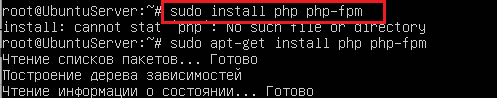 root@UbuntuServer:~# sudo install php php-fpm
install: cannot stat 'php': No such file or directory
root@UbuntuServer:~# sudo apt-get install php php-fpm
Чтение списков пакетов... Готово
Построение дерева зависимостей
Чтение информации о состоянии... Готово